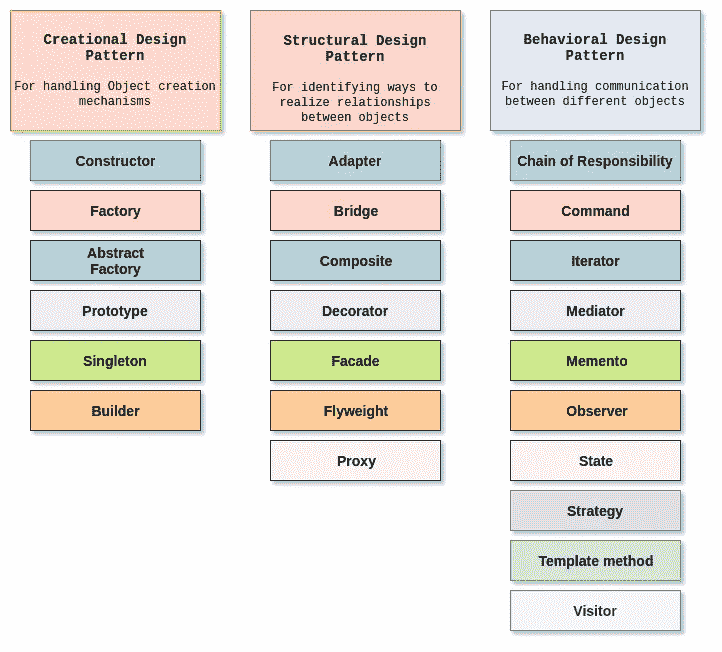 Creational Design
Pattern
For handling Object creation
mechanisms
Constructor
Factory
Abstract
Factory
Prototype
Singleton
Builder
Structural Design
Pattern
For identifying ways to
realize relationships
between objects
Adapter
Bridge
Composite
Decorator
Facade
Flyweight
Proxy
Behavioral Design
Pattern
For handling communication
between different objects
Chain of Responsibility
Command
Iterator
Mediator
Memento
Observer
State
Strategy
Template method
Visitor